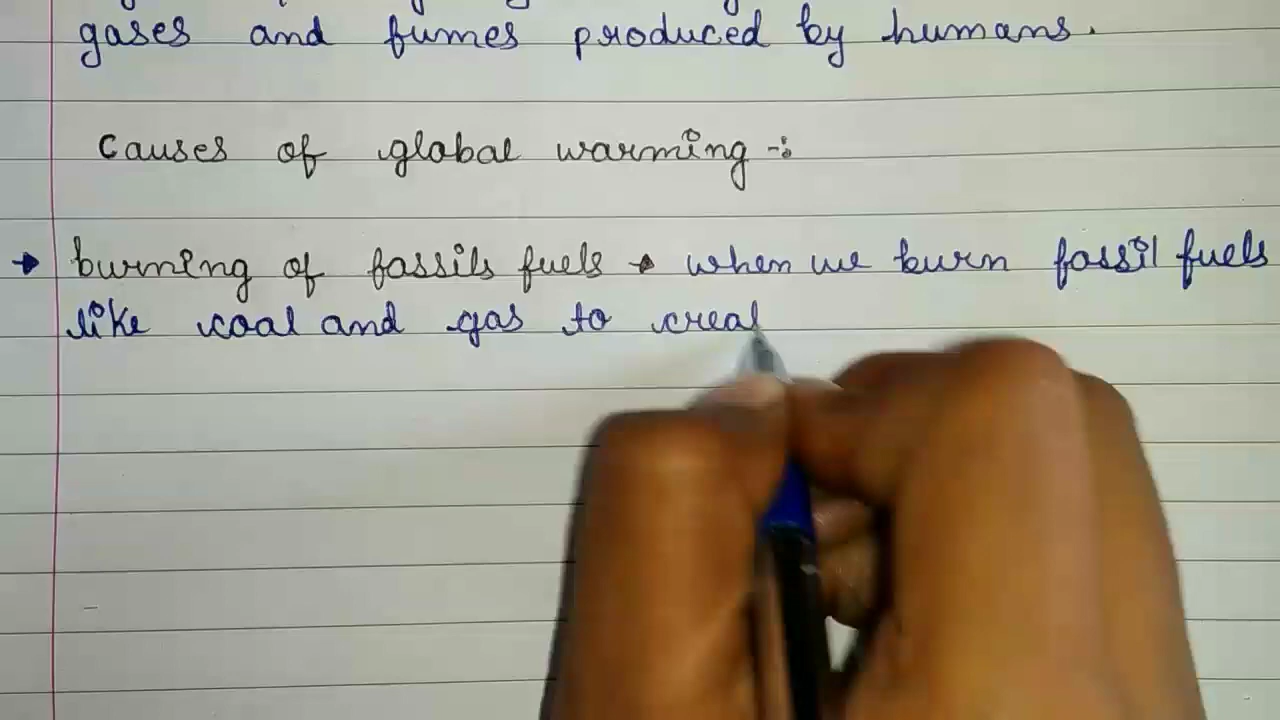 gases and fumes produced by humans.
Causes of global warming -:
→ burning of fossils fuels → when we burn fossil fuels
like coal and gas to creat